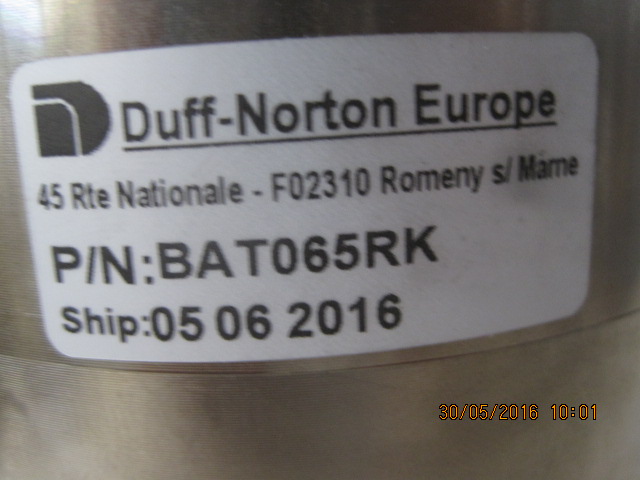 Duff-Norton Europe
45 Rte Nationale - F02310 Romeny s/ Marne
P/N:BAT065RK
Ship:05 06 2016
30/05/2016 10:01